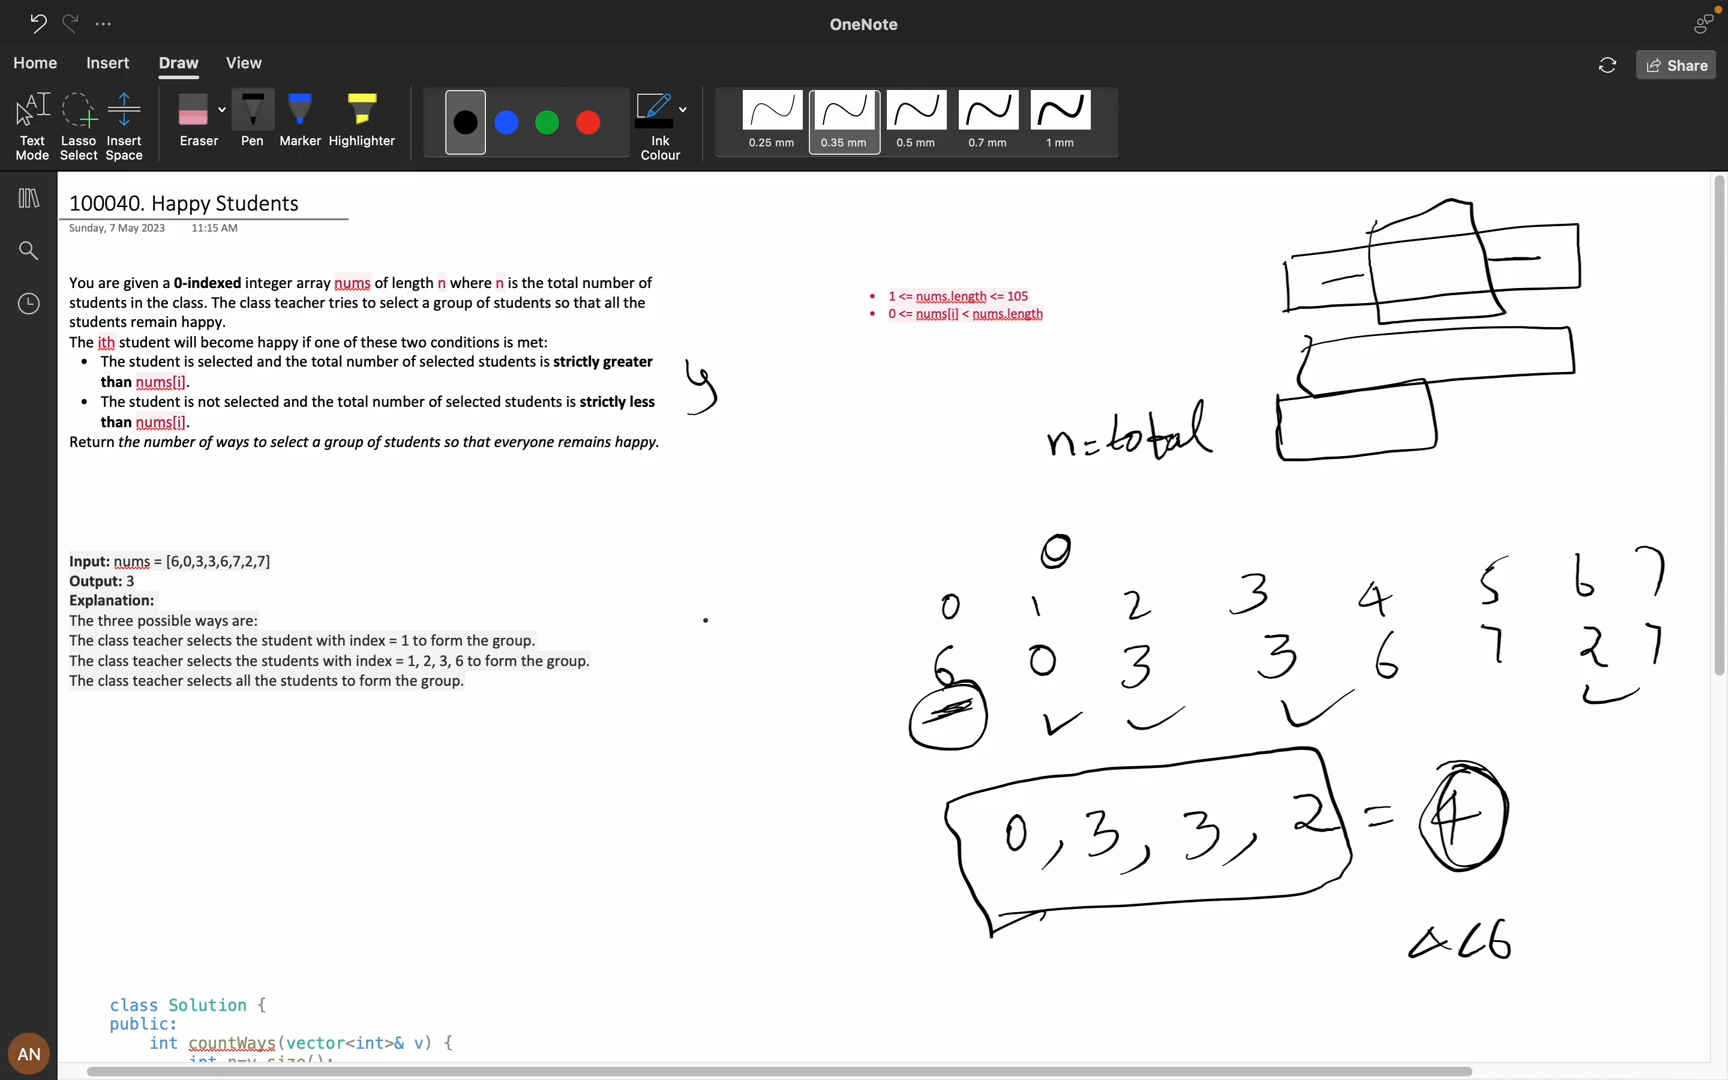 OneNote
Home Insert Draw View
Share
Text Mode
Lasso Select
Insert Space
Eraser
Pen
Marker
Highlighter
Ink Colour
0.25 mm
0.35 mm
0.5 mm
0.7 mm
1 mm
100040. Happy Students
Sunday, 7 May 2023 11:15 AM
You are given a 0-indexed integer array nums of length n where n is the total number of
students in the class. The class teacher tries to select a group of students so that all the
students remain happy.
The ith student will become happy if one of these two conditions is met:
• The student is selected and the total number of selected students is strictly greater
than nums[i].
• The student is not selected and the total number of selected students is strictly less
than nums[i].
Return the number of ways to select a group of students so that everyone remains happy.
• 1 <= nums.length <= 105
• 0 <= nums[i] < nums.length
n=total
Input: nums = [6,0,3,3,6,7,2,7]
Output: 3
Explanation:
The three possible ways are:
The class teacher selects the student with index = 1 to form the group.
The class teacher selects the students with index = 1, 2, 3, 6 to form the group.
The class teacher selects all the students to form the group.
0
0 1 2 3 4 5 6 7
6 0 3 3 6 7 2 7
0, 3, 3, 2 = 4
4<6
class Solution {
public:
int countWays(vector<int>& v) {
int n=v.size();
AN